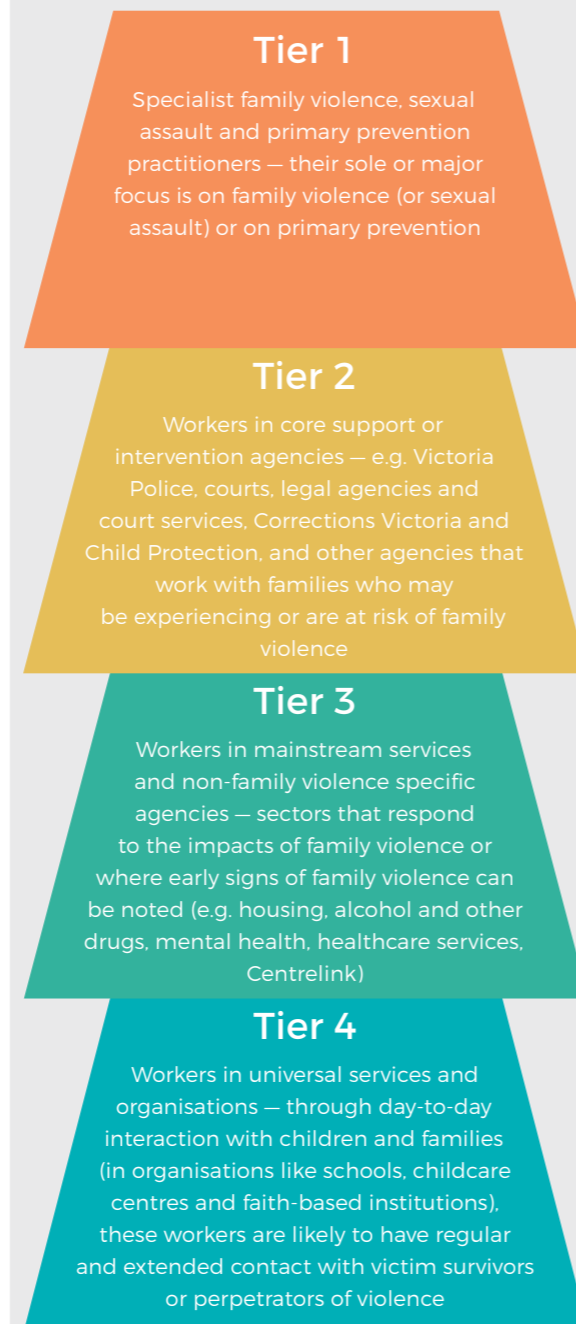 Tier 1
Specialist family violence, sexual
assault and primary prevention
practitioners — their sole or major
focus is on family violence (or sexual
assault) or on primary prevention
Tier 2
Workers in core support or
intervention agencies — e.g. Victoria
Police, courts, legal agencies and
court services, Corrections Victoria and
Child Protection, and other agencies that
work with families who may
be experiencing or are at risk of family
violence
Tier 3
Workers in mainstream services
and non-family violence specific
agencies — sectors that respond
to the impacts of family violence or
where early signs of family violence can
be noted (e.g. housing, alcohol and other
drugs, mental health, healthcare services,
Centrelink)
Tier 4
Workers in universal services and
organisations — through day-to-day
interaction with children and families
(in organisations like schools, childcare
centres and faith-based institutions),
these workers are likely to have regular
and extended contact with victim survivors
or perpetrators of violence